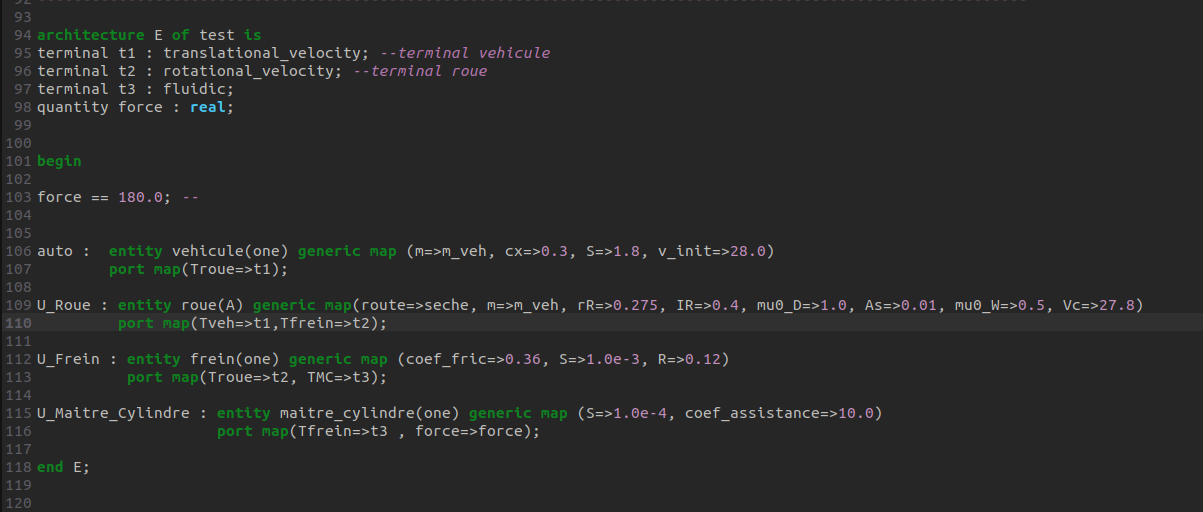 92 ----------------------------------------------------------------------------------------------------------------
93
94 architecture E of test is
95 terminal t1 : translational_velocity; --terminal vehicule
96 terminal t2 : rotational_velocity; --terminal roue
97 terminal t3 : fluidic;
98 quantity force : real;
99
100
101 begin
102
103 force == 180.0; --
104
105
106 auto :  entity vehicule(one) generic map (m=>m_veh, cx=>0.3, S=>1.8, v_init=>28.0)
107         port map(Troue=>t1);
108
109 U_Roue : entity roue(A) generic map(route=>seche, m=>m_veh, rR=>0.275, IR=>0.4, mu0_D=>1.0, As=>0.01, mu0_W=>0.5, Vc=>27.8)
110          port map(Tveh=>t1,Tfrein=>t2);
111
112 U_Frein : entity frein(one) generic map (coef_fric=>0.36, S=>1.0e-3, R=>0.12)
113           port map(Troue=>t2, TMC=>t3);
114
115 U_Maitre_Cylindre : entity maitre_cylindre(one) generic map (S=>1.0e-4, coef_assistance=>10.0)
116                     port map(Tfrein=>t3 , force=>force);
117
118 end E;
119
120